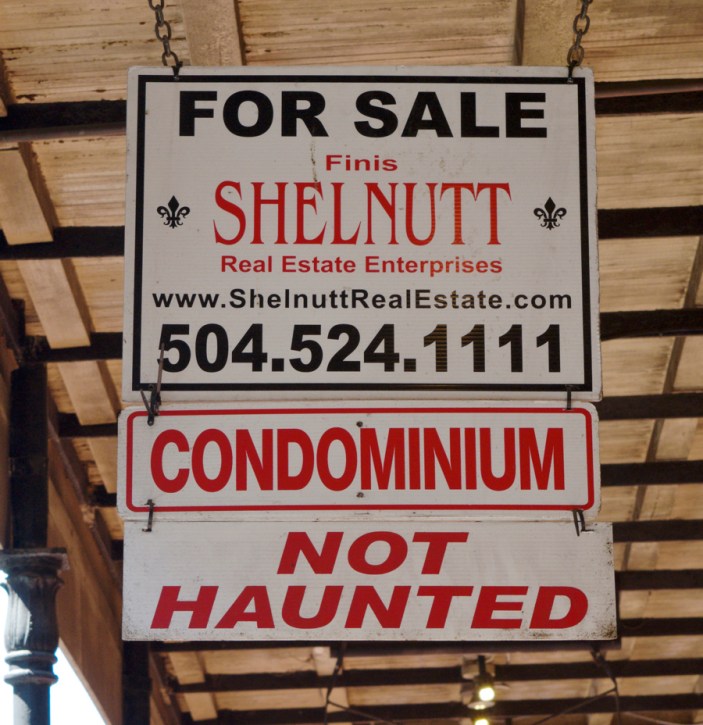 FOR SALE
Finis
SHELNUTT
Real Estate Enterprises
www.ShelnuttRealEstate.com
504.524.1111
CONDOMINIUM
NOT
HAUNTED